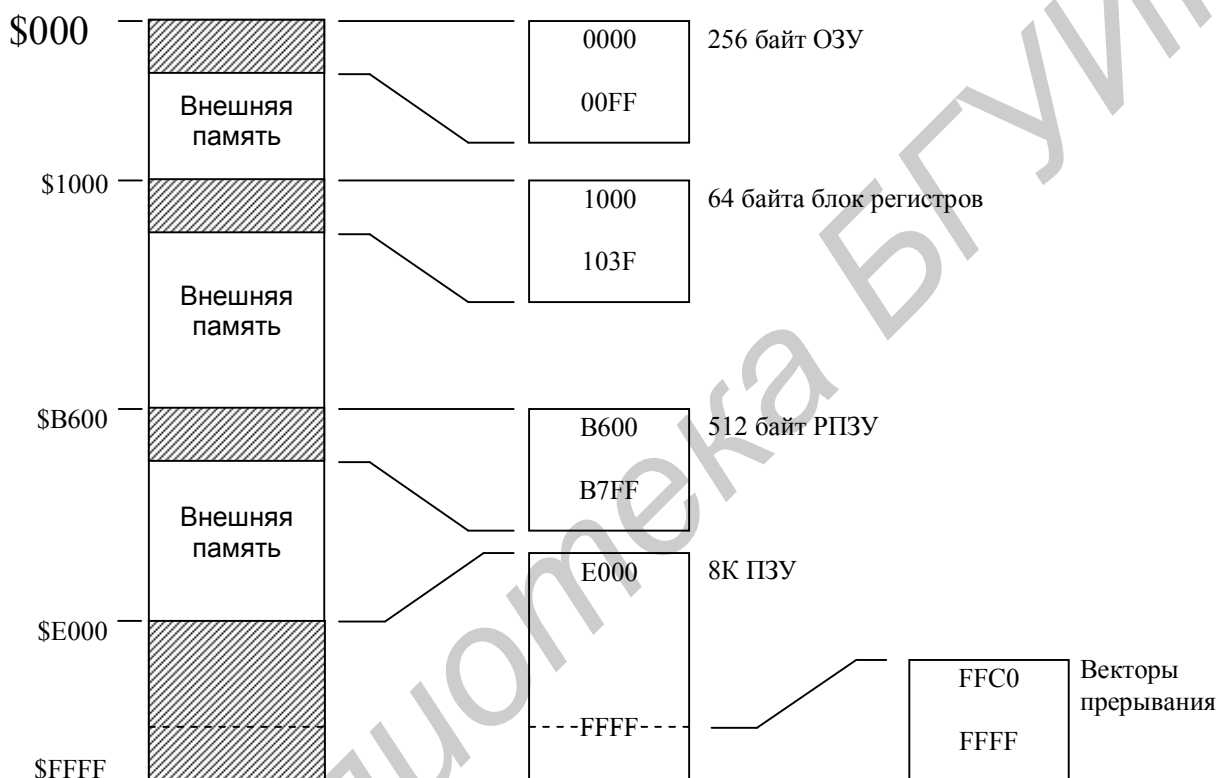 $000
0000
256 байт ОЗУ
00FF
Внешняя
память
$1000
1000
64 байта блок регистров
103F
Внешняя
память
$B600
B600
512 байт РПЗУ
B7FF
Внешняя
память
E000
8К ПЗУ
$E000
FFC0
Векторы
прерывания
FFFF
FFFF
$FFFF